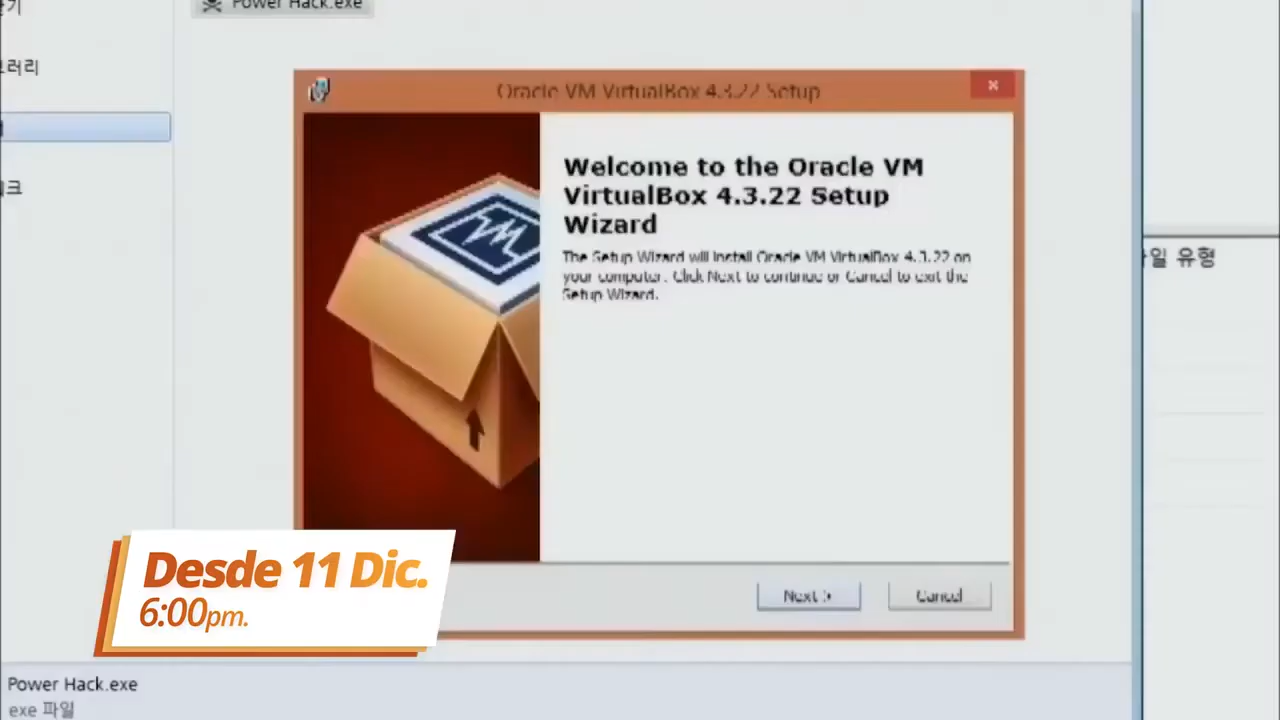 Power Hack.exe
러리
Oracle VM VirtualBox 4.3.22 Setup
Welcome to the Oracle VM
VirtualBox 4.3.22 Setup
Wizard
The Setup Wizard will install Oracle VM VirtualBox 4.3.22 on
your computer. Click Next to continue or Cancel to exit the
Setup Wizard.
일 유형
Next >
Cancel
Desde 11 Dic.
6:00pm.
Power Hack.exe
exe 파일